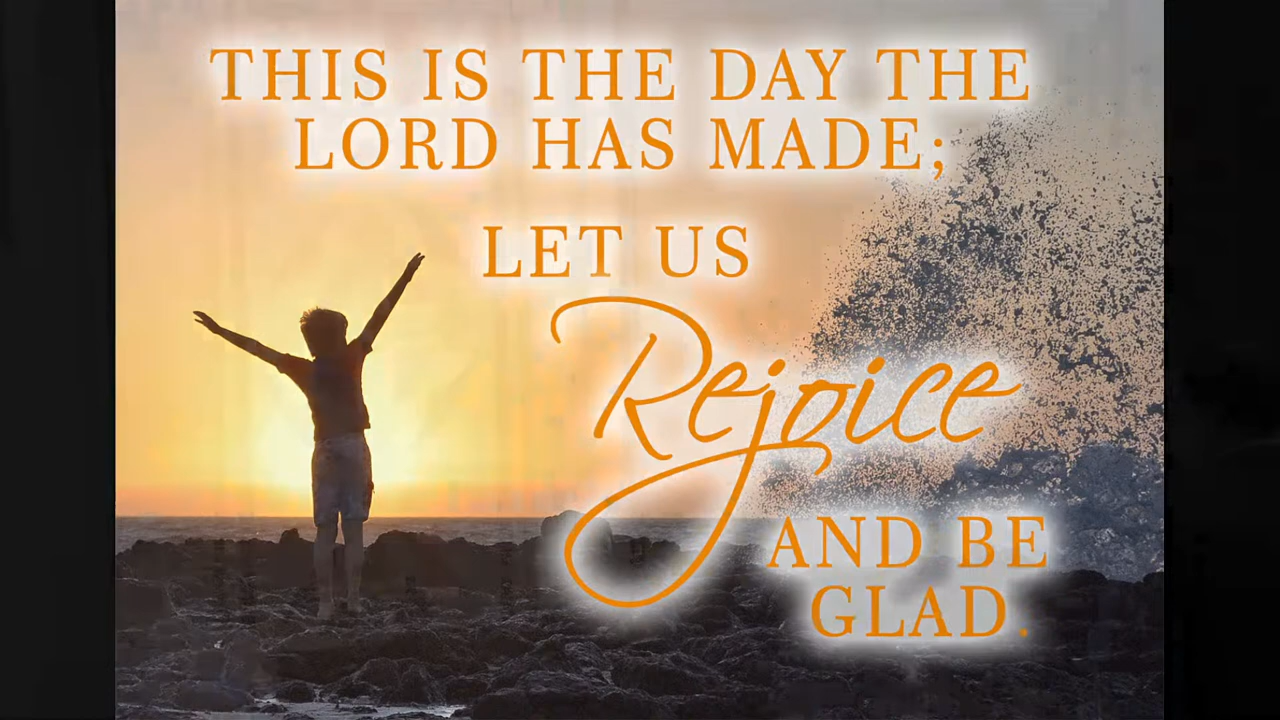 THIS IS THE DAY THE
LORD HAS MADE;
LET US
Rejoice
AND BE
GLAD.